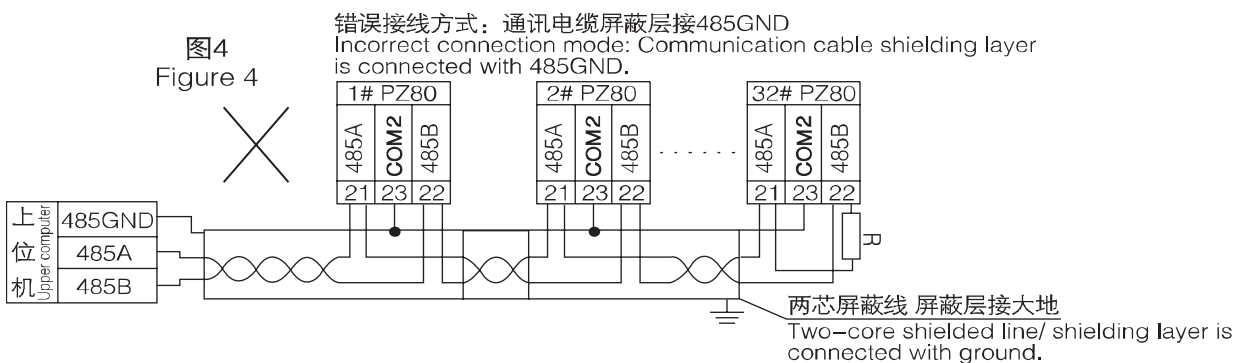 错误接线方式：通讯电缆屏蔽层接485GND
Incorrect connection mode: Communication cable shielding layer
is connected with 485GND.
图4
Figure 4
1# PZ80
2# PZ80
32# PZ80
485A
COM2
485B
485A
COM2
485B
......
485A
COM2
485B
21 23 22
21 23 22
21 23 22
上位机
Upper computer
485GND
485A
485B
R
两芯屏蔽线 屏蔽层接大地
Two-core shielded line/ shielding layer is
connected with ground.